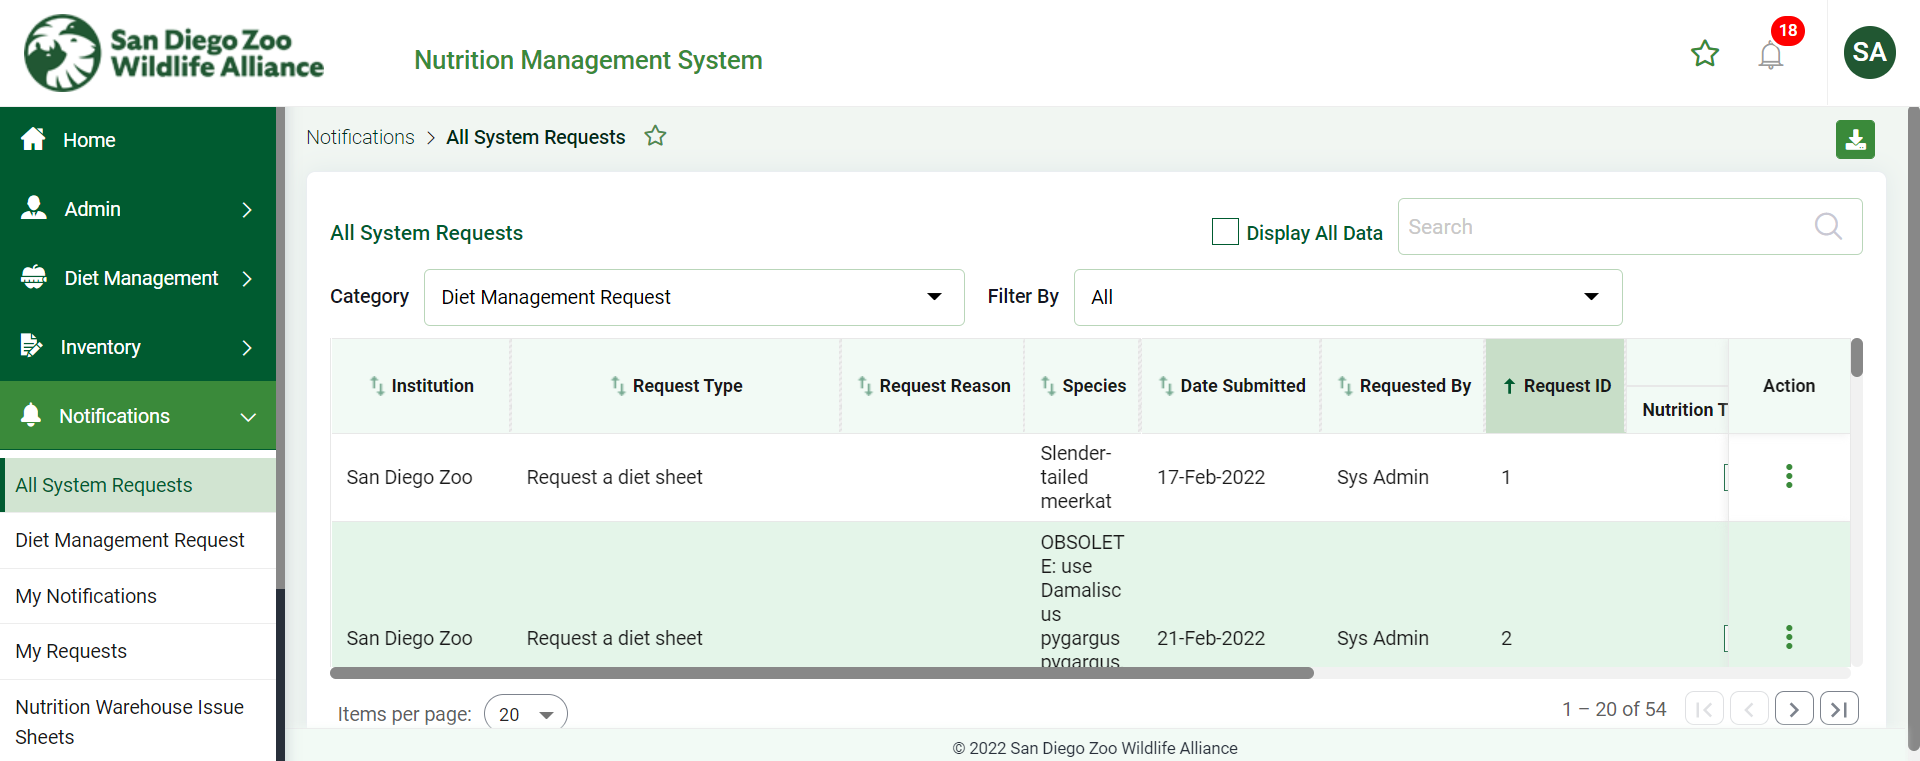 San Diego Zoo
Wildlife Alliance
Nutrition Management System
18
SA
Home
Admin
Diet Management
Inventory
Notifications
All System Requests
Diet Management Request
My Notifications
My Requests
Nutrition Warehouse Issue
Sheets
Notifications > All System Requests
All System Requests
Display All Data
Search
Category
Diet Management Request
Filter By
All
Institution
Request Type
Request Reason
Species
Date Submitted
Requested By
Request ID
Nutrition T
Action
San Diego Zoo
Request a diet sheet
Slender-
tailed
meerkat
17-Feb-2022
Sys Admin
1
San Diego Zoo
Request a diet sheet
OBSOLET
E: use
Damalisc
us
pygargus
pygargus
21-Feb-2022
Sys Admin
2
Items per page:
20
1 – 20 of 54
© 2022 San Diego Zoo Wildlife Alliance